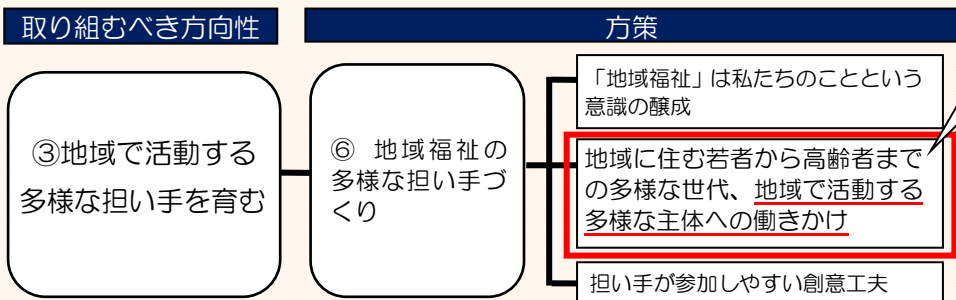 取り組むべき方向性
方策
③地域で活動する
多様な担い手を育む
⑥ 地域福祉の
多様な担い手づ
くり
「地域福祉」は私たちのことという
意識の醸成
地域に住む若者から高齢者まで
の多様な世代、地域で活動する
多様な主体への働きかけ
担い手が参加しやすい創意工夫